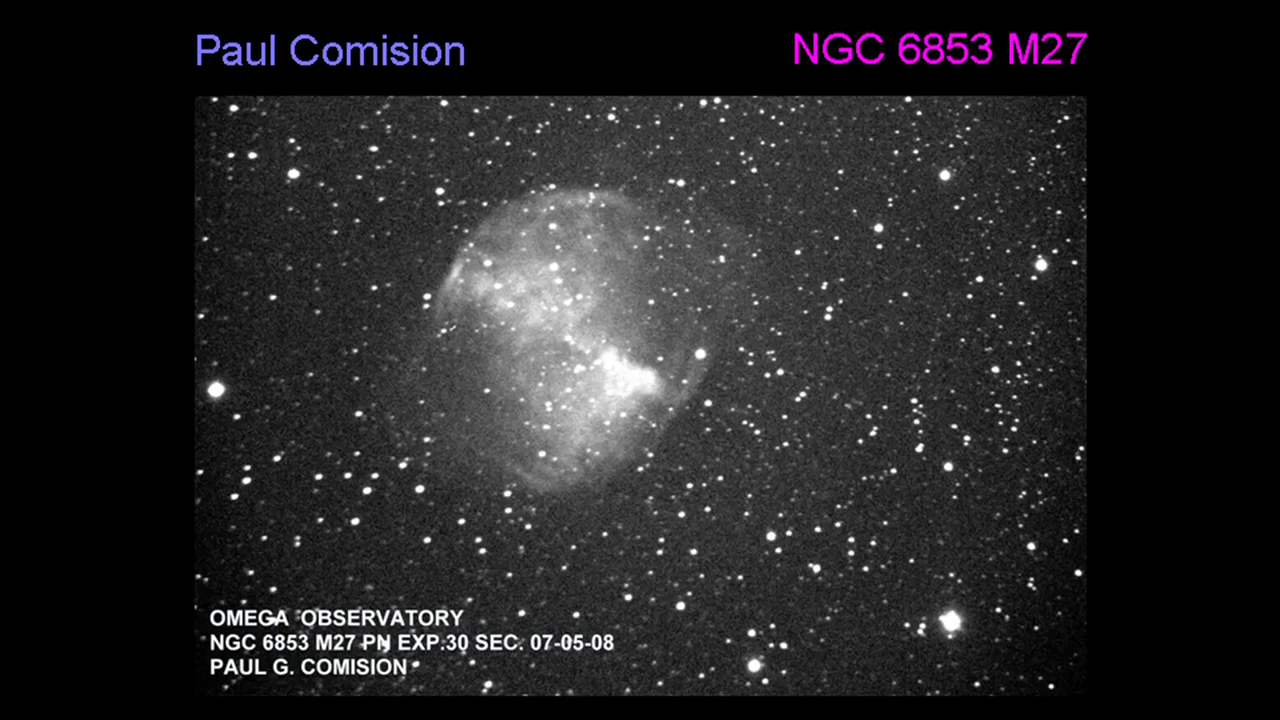 Paul Comision
NGC 6853 M27
OMEGA OBSERVATORY
NGC 6853 M27 PN EXP.30 SEC. 07-05-08
PAUL G. COMISION